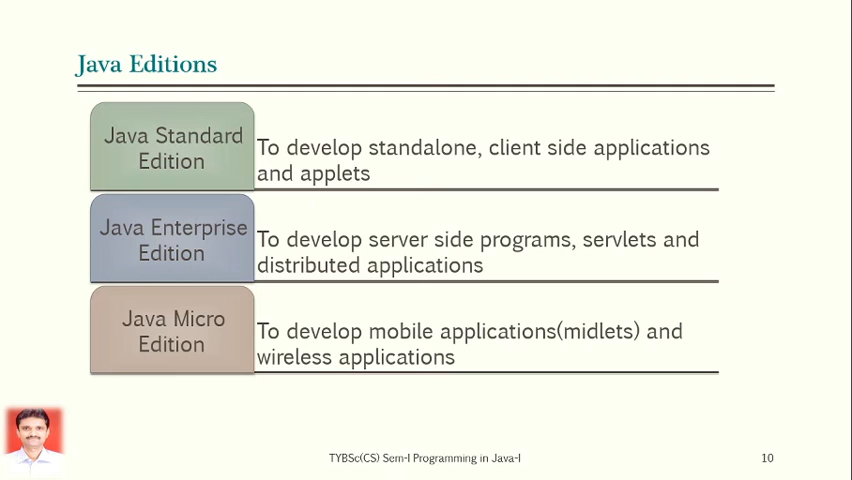 Java Editions
Java Standard
Edition
To develop standalone, client side applications
and applets
Java Enterprise
Edition
To develop server side programs, servlets and
distributed applications
Java Micro
Edition
To develop mobile applications(midlets) and
wireless applications
TYBSc(CS) Sem-I Programming in Java-I
10